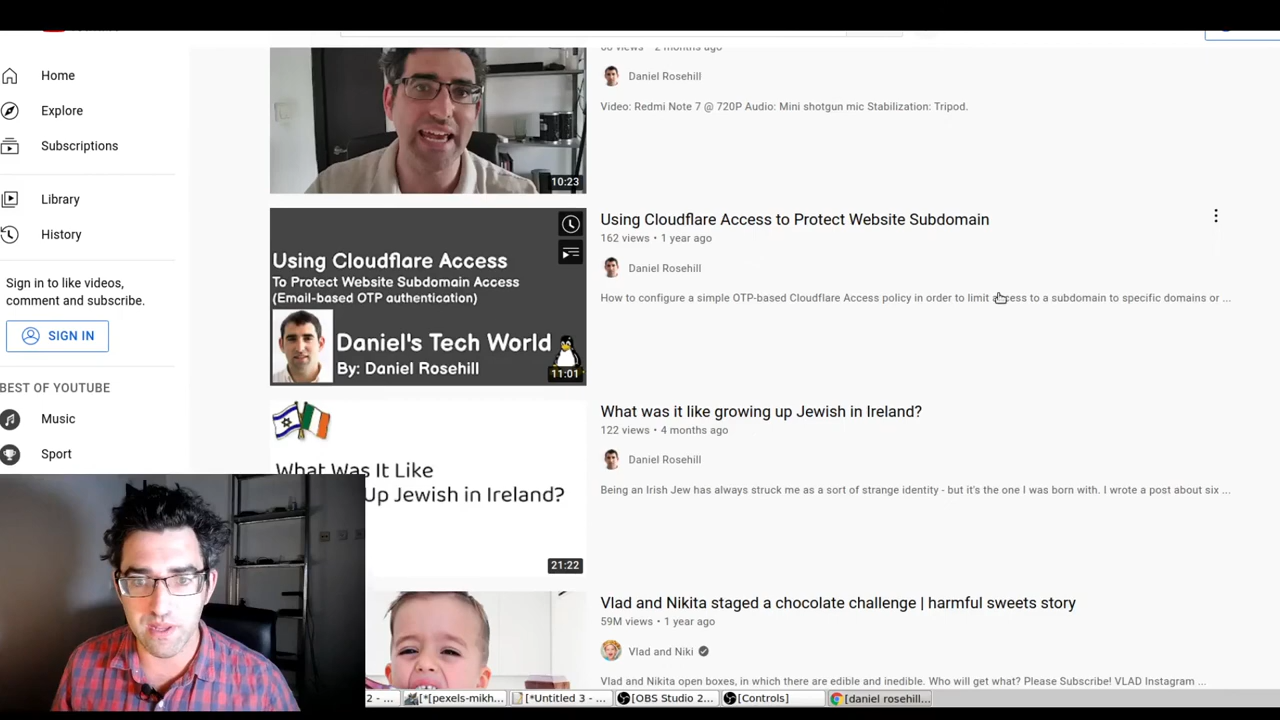 Home
Explore
Subscriptions
Library
History
Sign in to like videos,
comment and subscribe.
SIGN IN
BEST OF YOUTUBE
Music
Sport
views • 2 months ago
Daniel Rosehill
Video: Redmi Note 7 @ 720P Audio: Mini shotgun mic Stabilization: Tripod.
10:23
Using Cloudflare Access
To Protect Website Subdomain Access
(Email-based OTP authentication)
Daniel's Tech World
By: Daniel Rosehill
11:01
Using Cloudflare Access to Protect Website Subdomain
162 views • 1 year ago
Daniel Rosehill
How to configure a simple OTP-based Cloudflare Access policy in order to limit access to a subdomain to specific domains or ...
What Was It Like
Up Jewish in Ireland?
21:22
What was it like growing up Jewish in Ireland?
122 views • 4 months ago
Daniel Rosehill
Being an Irish Jew has always struck me as a sort of strange identity - but it's the one I was born with. I wrote a post about six ...
Vlad and Nikita staged a chocolate challenge | harmful sweets story
59M views • 1 year ago
Vlad and Niki
Vlad and Nikita open boxes, in which there are edible and inedible. Who will get what? Please Subscribe! VLAD Instagram ...
2 - ... [*[pexels-mikh... [*Untitled 3 - ... [OBS Studio 2... [Controls] [daniel rosehill...